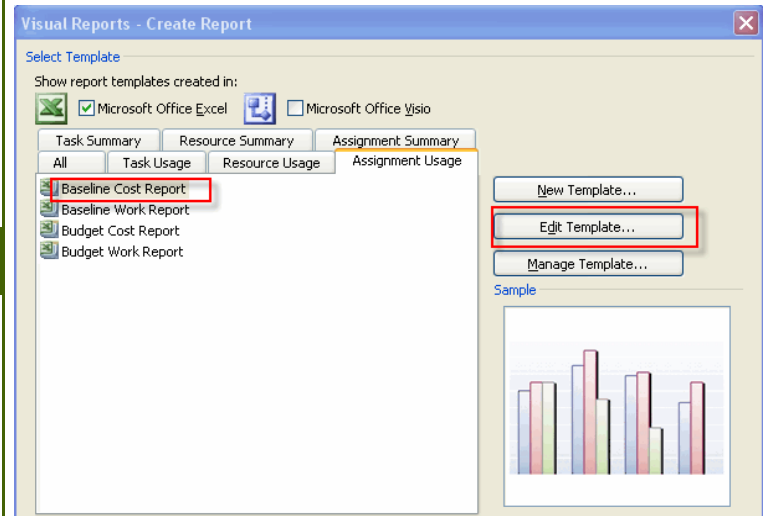 Visual Reports - Create Report
Select Template
Show report templates created in:
Microsoft Office Excel Microsoft Office Visio
Task Summary Resource Summary Assignment Summary
All Task Usage Resource Usage Assignment Usage
Baseline Cost Report
Baseline Work Report
Budget Cost Report
Budget Work Report
New Template...
Edit Template...
Manage Template...
Sample